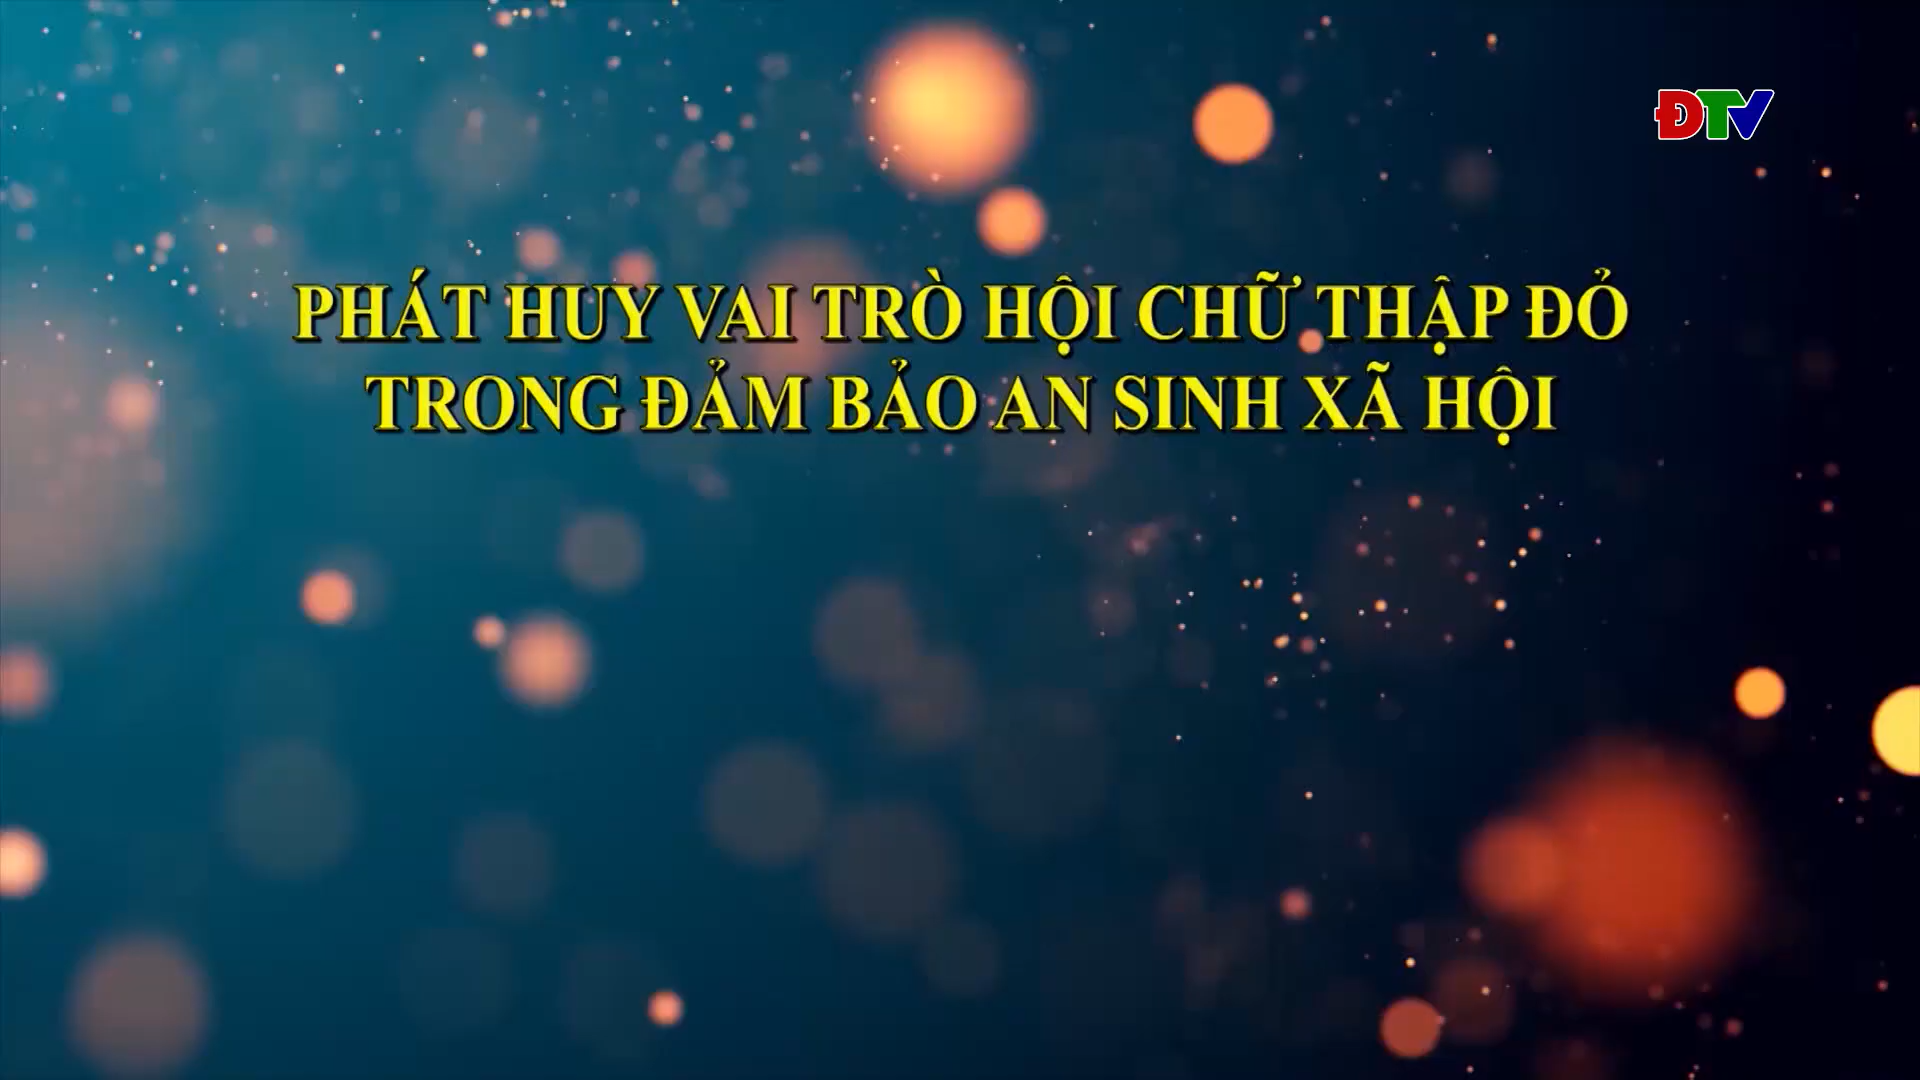 ĐTV
PHÁT HUY VAI TRÒ HỘI CHỮ THẬP ĐỎ
TRONG ĐẢM BẢO AN SINH XÃ HỘI